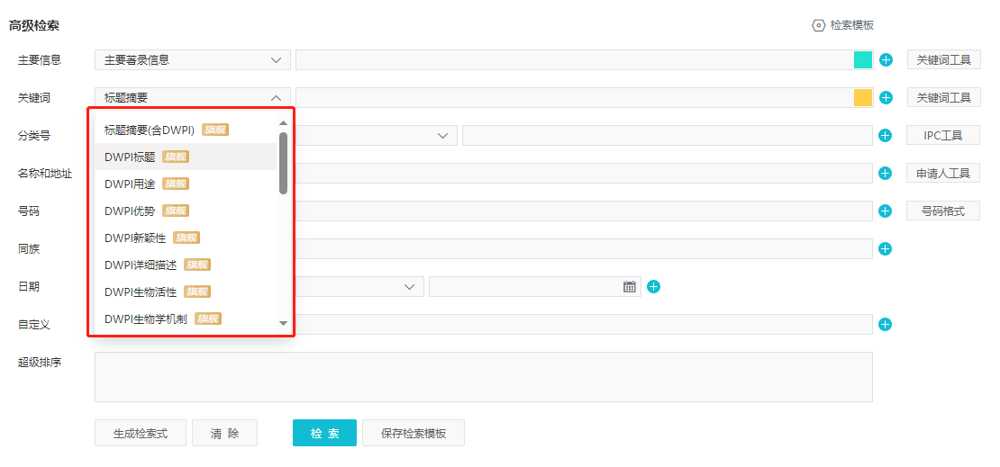 高级检索
检索模板
主要信息 主要著录信息 关键词工具
关键词 标题摘要 关键词工具
标题摘要(含DWPI) 旗舰
DWPI标题 旗舰
DWPI用途 旗舰
DWPI优势 旗舰
DWPI新颖性 旗舰
DWPI详细描述 旗舰
DWPI生物活性 旗舰
DWPI生物学机制 旗舰
分类号 IPC工具
名称和地址 申请人工具
号码 号码格式
同族
日期
自定义
超级排序
生成检索式 清 除 检 索 保存检索模板